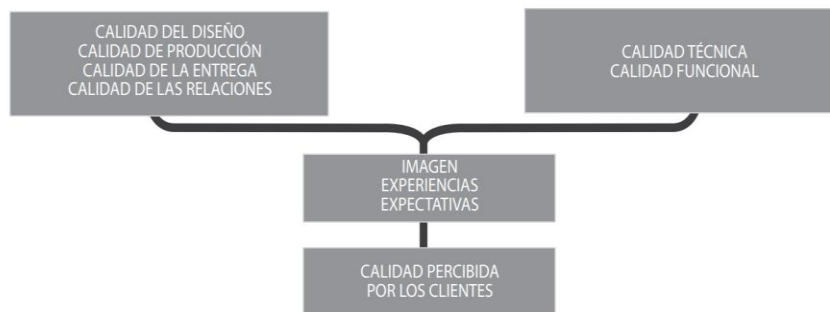 CALIDAD DEL DISEÑO
CALIDAD DE PRODUCCIÓN
CALIDAD DE LA ENTREGA
CALIDAD DE LAS RELACIONES
CALIDAD TÉCNICA
CALIDAD FUNCIONAL
IMAGEN
EXPERIENCIAS
EXPECTATIVAS
CALIDAD PERCIBIDA
POR LOS CLIENTES